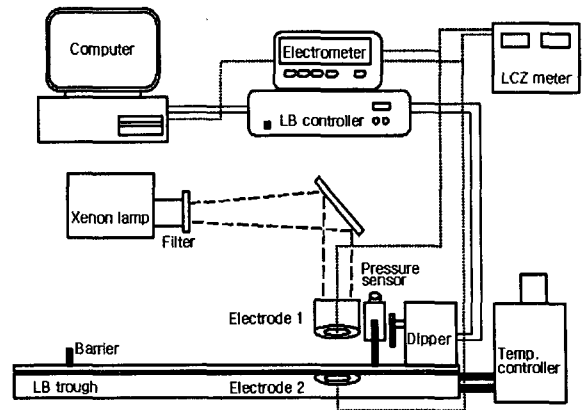 Computer
Electrometer
LCZ meter
LB controller
Xenon lamp
Filter
Pressure
sensor
Electrode 1
Dipper
Barrier
Temp.
controller
LB trough
Electrode 2